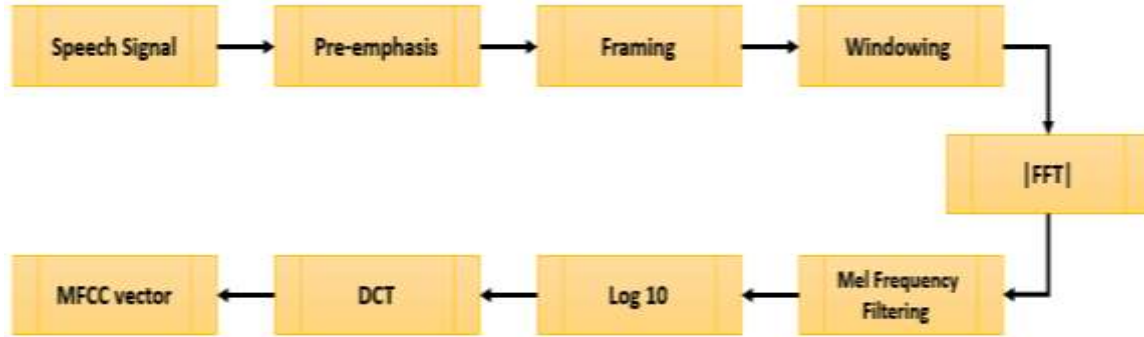 Speech Signal
Pre-emphasis
Framing
Windowing
|FFT|
Mel Frequency
Filtering
Log 10
DCT
MFCC vector